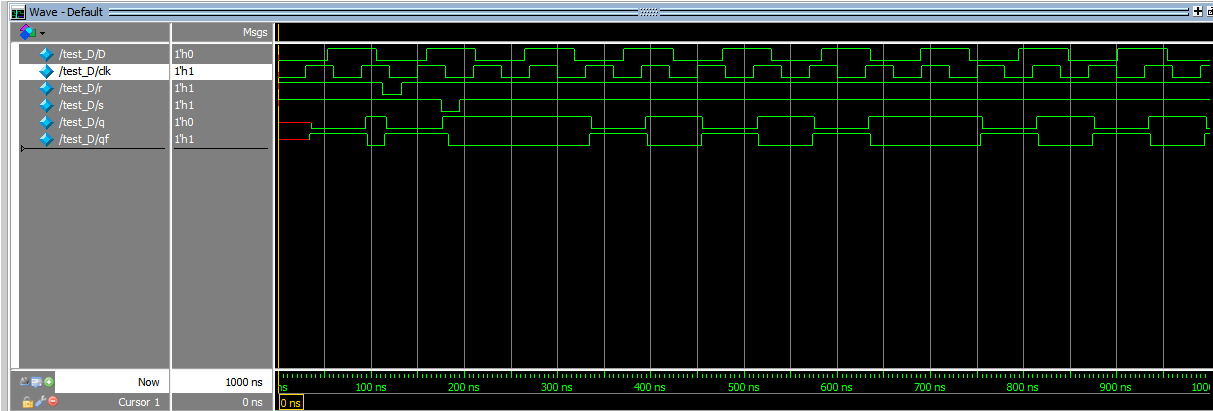 Wave - Default
Msgs
/test_D/D 1'h0
/test_D/clk 1'h1
/test_D/r 1'h1
/test_D/s 1'h1
/test_D/q 1'h0
/test_D/qf 1'h1
Now 1000 ns ns 100 ns 200 ns 300 ns 400 ns 500 ns 600 ns 700 ns 800 ns 900 ns 100
Cursor 1 0 ns 0 ns